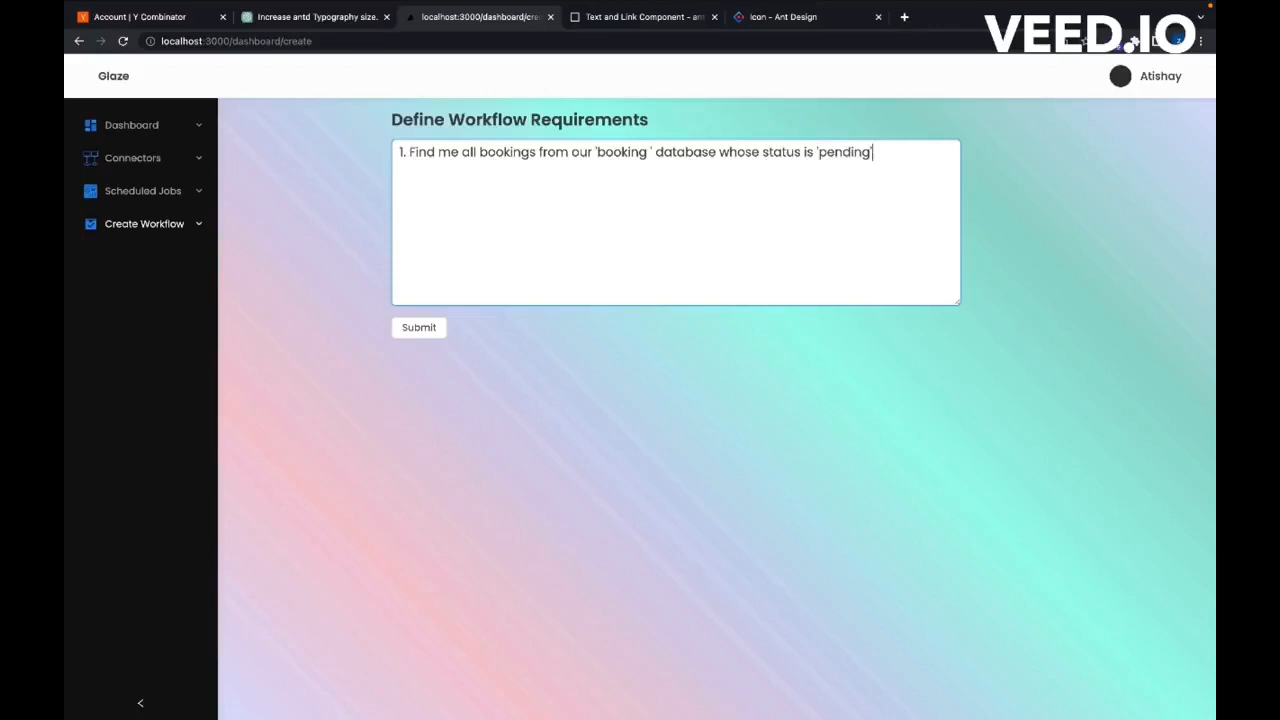 Account | Y Combinator
Increase antd Typography size.
localhost:3000/dashboard/cre
Text and Link Component - an
Icon - Ant Design
VEED.IO
localhost:3000/dashboard/create
Glaze
Atishay
Dashboard
Connectors
Scheduled Jobs
Create Workflow
Define Workflow Requirements
1. Find me all bookings from our 'booking ' database whose status is 'pending'
Submit